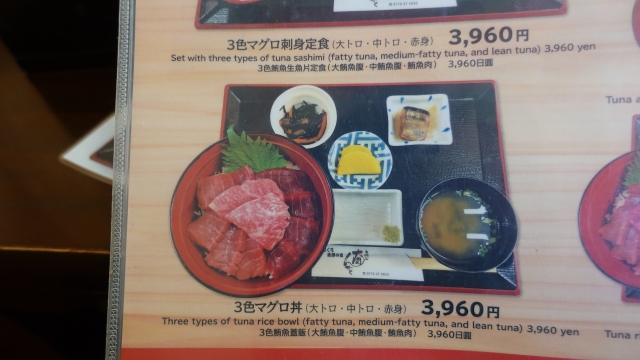 3色マグロ刺身定食(大トロ・中トロ・赤身) 3,960円
Set with three types of tuna sashimi (fatty tuna, medium-fatty tuna, and lean tuna) 3,960 yen
3色鮪魚生魚片定食(大鮪魚腹・中鮪魚腹・鮪魚肉) 3,960日圓
Tuna
3色マグロ丼(大トロ・中トロ・赤身) 3,960円
Three types of tuna rice bowl (fatty tuna, medium-fatty tuna, and lean tuna) 3,960 yen
3色鮪魚蓋飯(大鮪魚腹・中鮪魚腹・鮪魚肉) 3,960日圓
Tuna